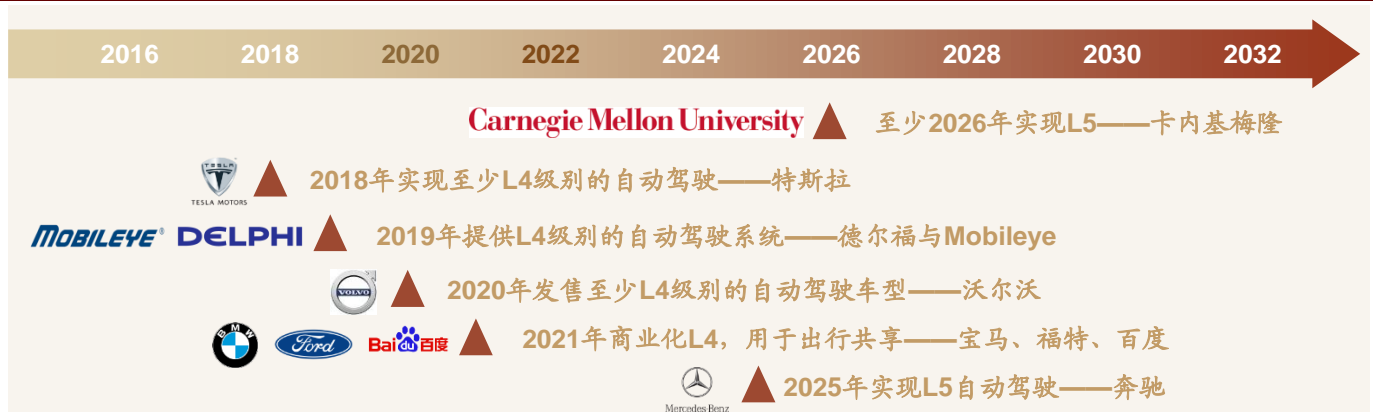 2016 2018 2020 2022 2024 2026 2028 2030 2032
Carnegie Mellon University 至少2026年实现L5——卡内基梅隆
TESLA
TESLA MOTORS 2018年实现至少L4级别的自动驾驶——特斯拉
MOBILEYE® DELPHI 2019年提供L4级别的自动驾驶系统——德尔福与Mobileye
VOLVO 2020年发售至少L4级别的自动驾驶车型——沃尔沃
BMW Ford Bai du 百度 2021年商业化L4，用于出行共享——宝马、福特、百度
2025年实现L5自动驾驶——奔驰
Mercedes-Benz